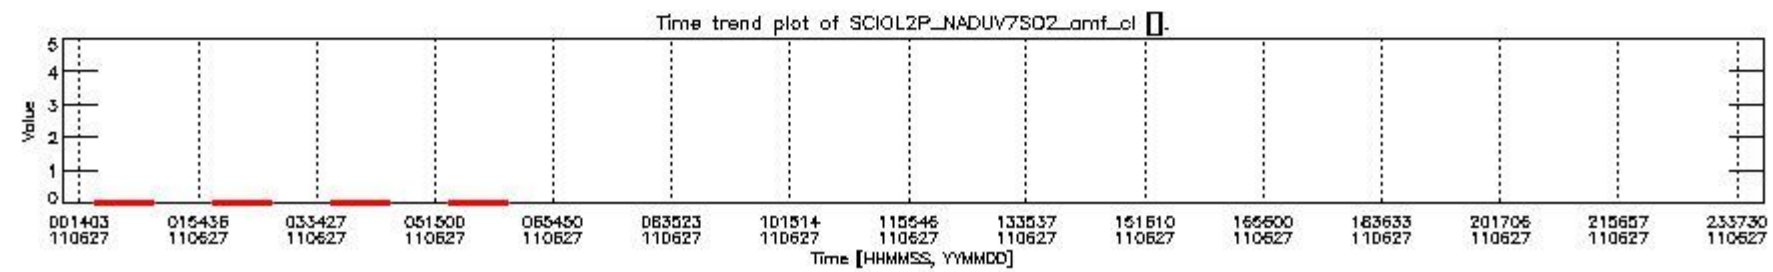 Time trend plot of SCIOL2P_NADUV7SO2_amf_cl [].
5
4
3
2
1
0
Value
001403 015436 033427 051500 065450 083523 101514 115546 133537 151610 165600 183633 201706 215657 233730
110627 110627 110627 110627 110627 110627 110627 110627 110627 110627 110627 110627 110627 110627 110627
Time [HHMMSS, YYMMDD]